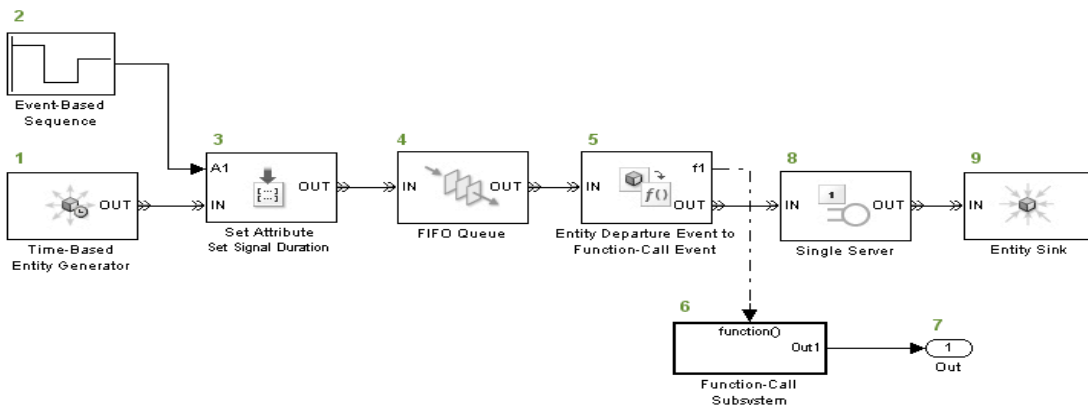 2
Event-Based
Sequence
1
OUT
Time-Based
Entity Generator
3
A1
IN
OUT
[...]
Set Attribute
Set Signal Duration
4
IN
OUT
FIFO Queue
5
IN
f1
f()
OUT
Entity Departure Event to
Function-Call Event
8
1
IN
OUT
Single Server
9
IN
Entity Sink
6
function()
Out1
Function-Call
Subsystem
7
1
Out